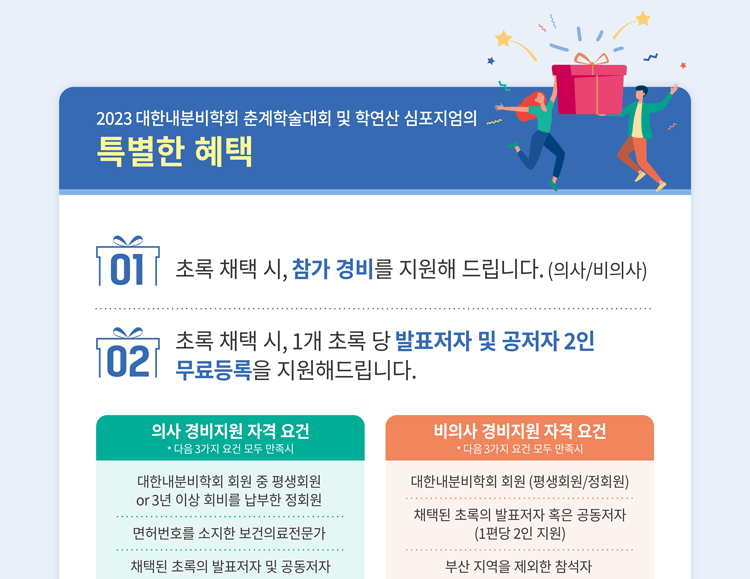 2023 대한내분비학회 춘계학술대회 및 학연산 심포지엄의
특별한 혜택
01
초록 채택 시, 참가 경비를 지원해 드립니다. (의사/비의사)
02
초록 채택 시, 1개 초록 당 발표저자 및 공저자 2인
무료등록을 지원해드립니다.
의사 경비지원 자격 요건
* 다음 3가지 요건 모두 만족시
대한내분비학회 회원 중 평생회원
or 3년 이상 회비를 납부한 정회원
면허번호를 소지한 보건의료전문가
채택된 초록의 발표저자 및 공동저자
비의사 경비지원 자격 요건
* 다음 3가지 요건 모두 만족시
대한내분비학회 회원 (평생회원/정회원)
채택된 초록의 발표저자 혹은 공동저자
(1편당 2인 지원)
부산 지역을 제외한 참석자